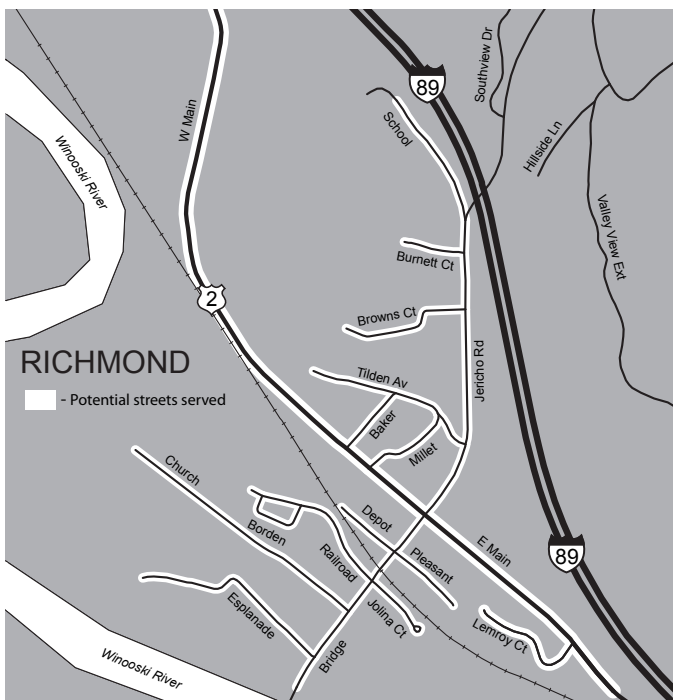 89
Southview Dr
W Main
School
Hillside Ln
Winooski River
Valley View Ext
Burnett Ct
2
Browns Ct
Jericho Rd
RICHMOND
Tilden Av
- Potential streets served
Baker
Millet
Church
Depot
Borden
E Main
Railroad
Pleasant
89
Esplanade
Jolina Ct
Lemroy Ct
Bridge
Winooski River